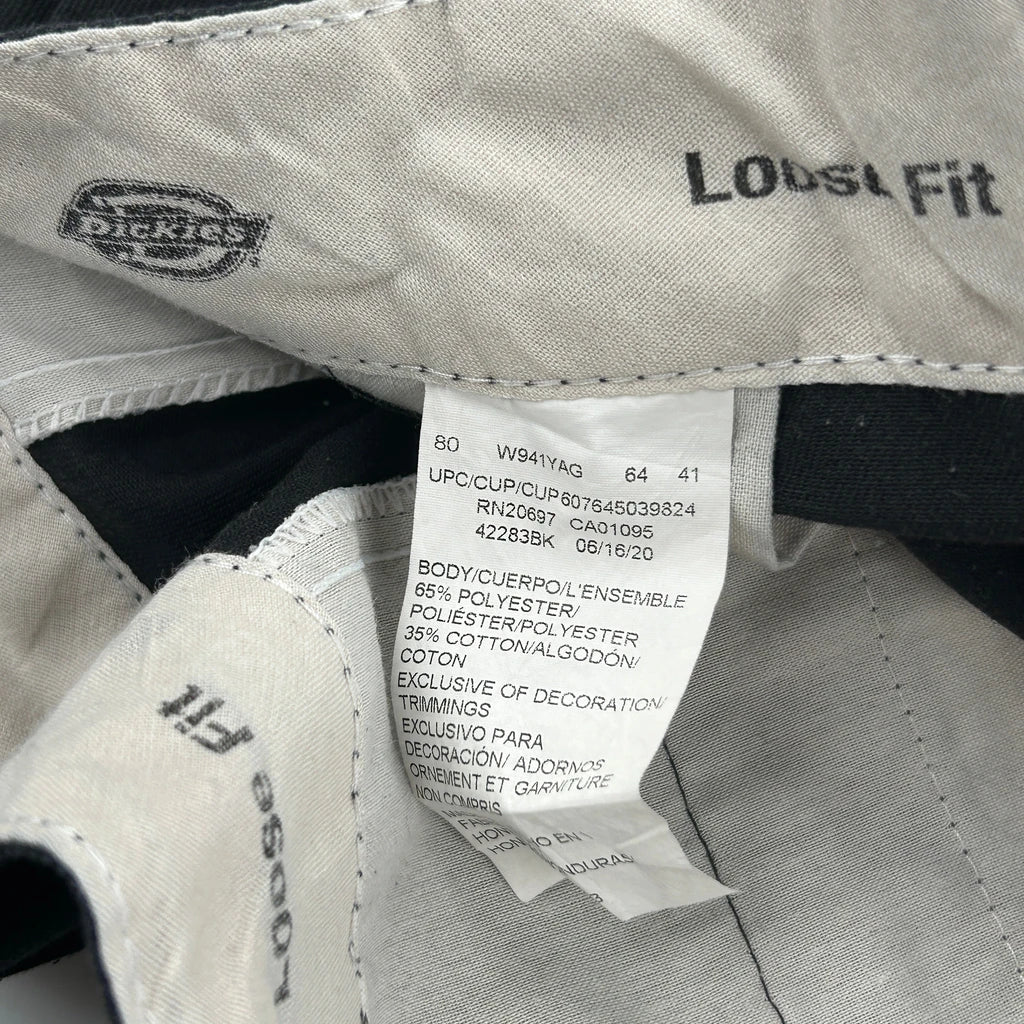 Loose Fit
Dickies
80 W941YAG 64 41
UPC/CUP/CUP607645039824
RN20697 CA01095
42283BK 06/16/20
BODY/CUERPO/L'ENSEMBLE
65% POLYESTER/
POLIÉSTER/POLYESTER
35% COTTON/ALGODÓN/
COTON
EXCLUSIVE OF DECORATION/
TRIMMINGS
EXCLUSIVO PARA
DECORACIÓN/ ADORNOS
ORNEMENT ET GARNITURE
NON COMPRIS
Loose Fit